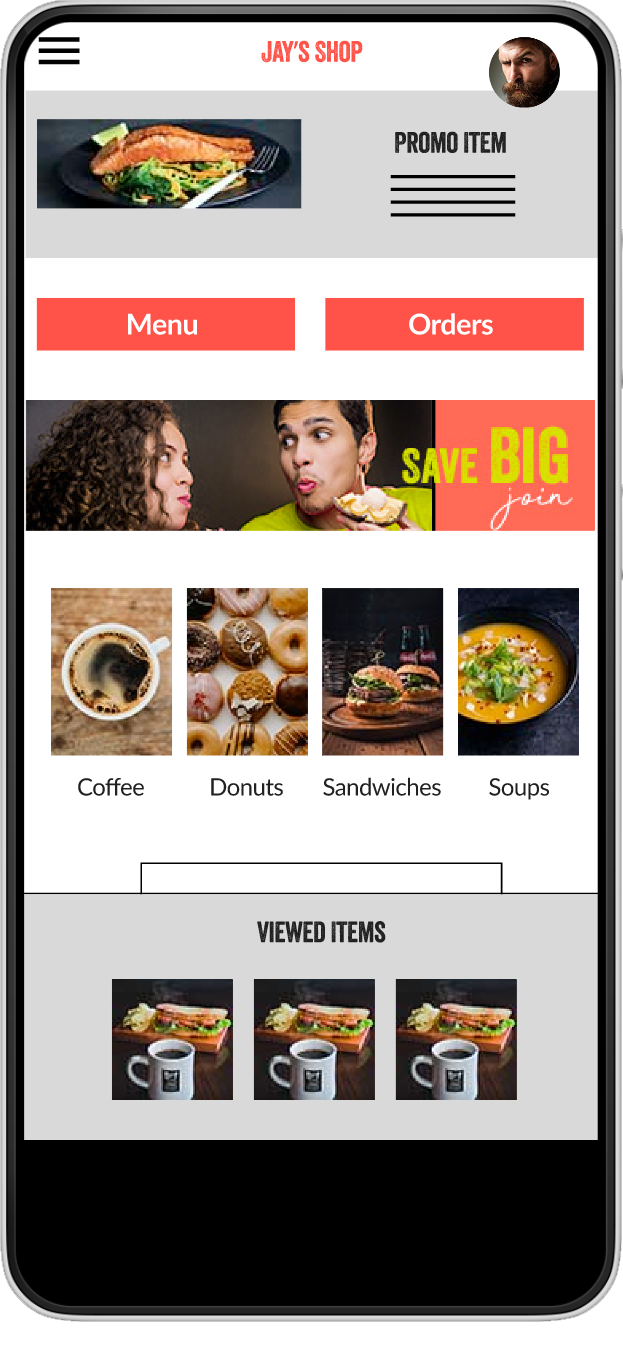 JAY'S SHOP
PROMO ITEM
Menu
Orders
SAVE BIG
join
Coffee
Donuts
Sandwiches
Soups
VIEWED ITEMS